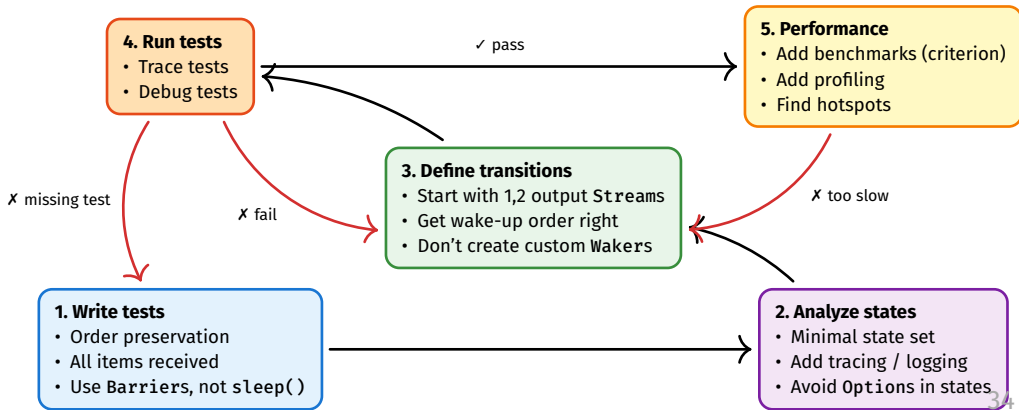 4. Run tests
• Trace tests
• Debug tests
✓ pass
5. Performance
• Add benchmarks (criterion)
• Add profiling
• Find hotspots
3. Define transitions
• Start with 1,2 output Streams
• Get wake-up order right
• Don't create custom Wakers
✗ missing test
✗ fail
✗ too slow
1. Write tests
• Order preservation
• All items received
• Use Barriers, not sleep()
2. Analyze states
• Minimal state set
• Add tracing / logging
• Avoid Options in states
34